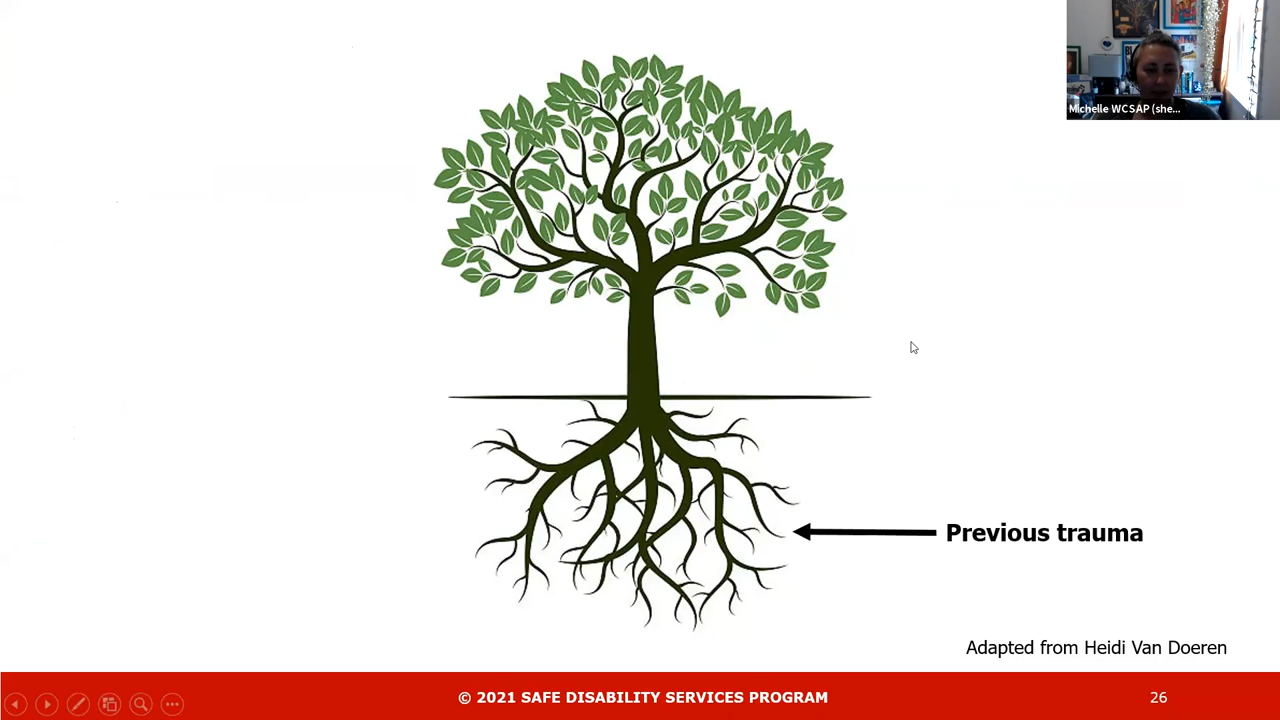 Michelle WCSAP (she...
Previous trauma
Adapted from Heidi Van Doeren
© 2021 SAFE DISABILITY SERVICES PROGRAM
26